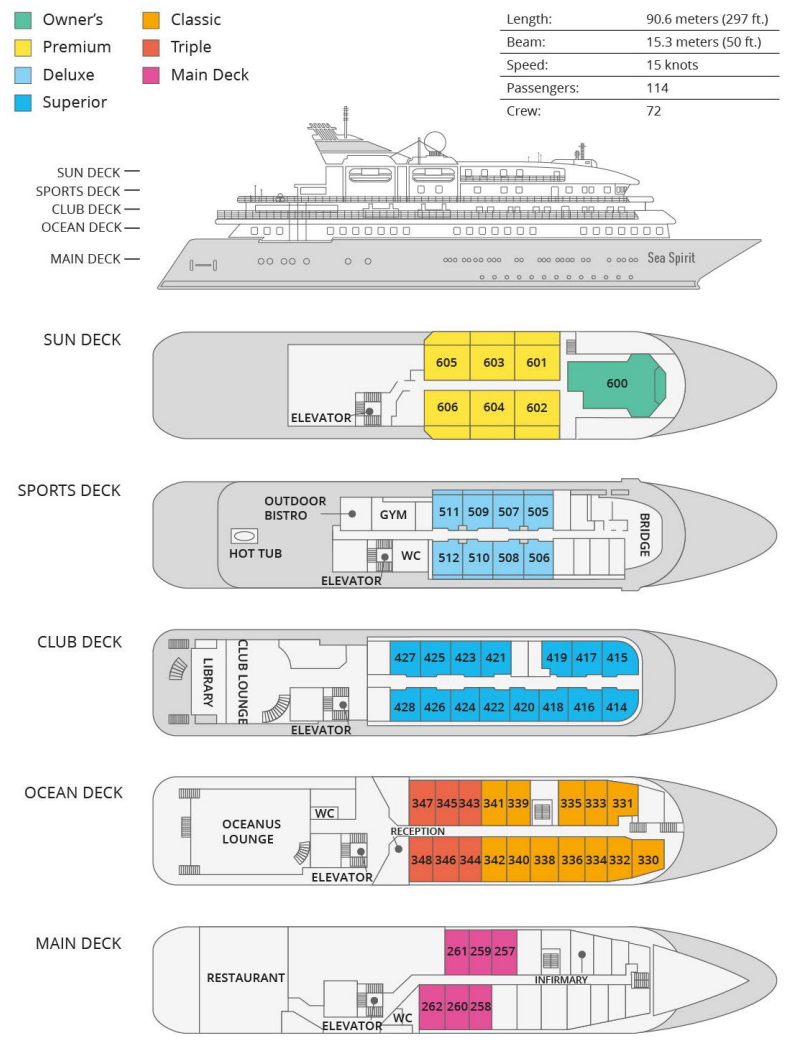 Owner's
Classic
Premium
Triple
Deluxe
Main Deck
Superior
Length: 90.6 meters (297 ft.)
Beam: 15.3 meters (50 ft.)
Speed: 15 knots
Passengers: 114
Crew: 72
SUN DECK
SPORTS DECK
CLUB DECK
OCEAN DECK
MAIN DECK
Sea Spirit
SUN DECK
605 603 601
600
606 604 602
ELEVATOR
SPORTS DECK
OUTDOOR
BISTRO
GYM
511 509 507 505
BRIDGE
HOT TUB
WC
512 510 508 506
ELEVATOR
CLUB DECK
LIBRARY
CLUB LOUNGE
427 425 423 421 419 417 415
428 426 424 422 420 418 416 414
ELEVATOR
OCEAN DECK
OCEANUS
LOUNGE
WC
347 345 343 341 339 335 333 331
RECEPTION
348 346 344 342 340 338 336 334 332 330
ELEVATOR
MAIN DECK
RESTAURANT
261 259 257
INFIRMARY
262 260 258
WC
ELEVATOR